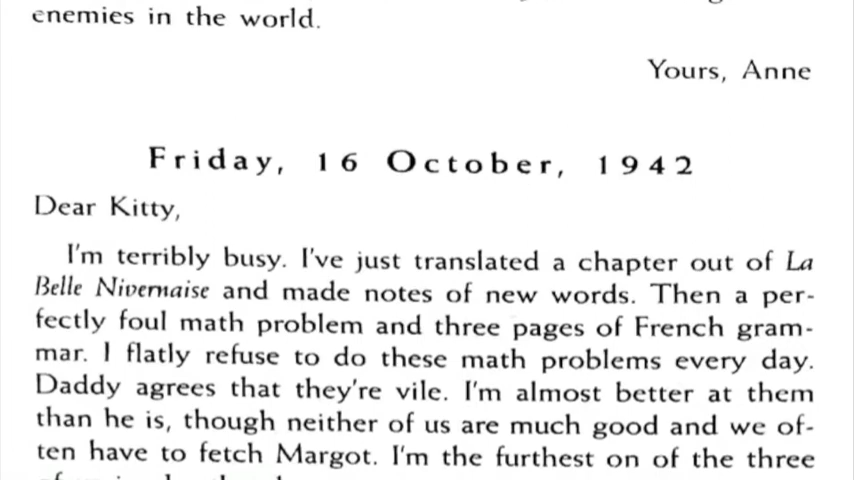 enemies in the world.
Yours, Anne
Friday, 16 October, 1942
Dear Kitty,
I'm terribly busy. I've just translated a chapter out of La
Belle Nivernaise and made notes of new words. Then a per-
fectly foul math problem and three pages of French gram-
mar. I flatly refuse to do these math problems every day.
Daddy agrees that they're vile. I'm almost better at them
than he is, though neither of us are much good and we of-
ten have to fetch Margot. I'm the furthest on of the three